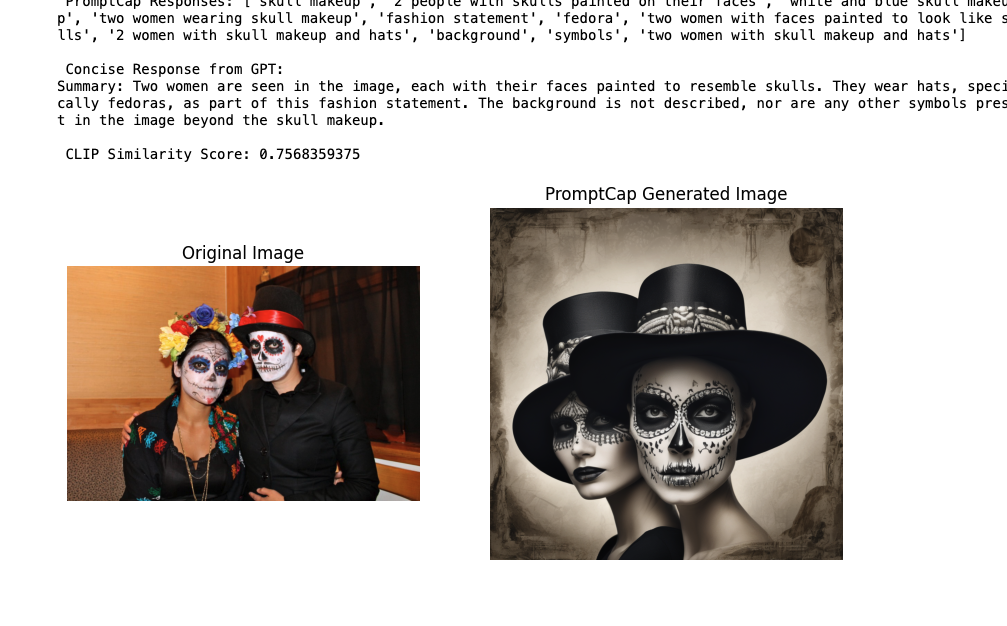 PromptCap Responses: ['skull makeup', '2 people with skulls painted on their faces', 'white and blue skull makeu
p', 'two women wearing skull makeup', 'fashion statement', 'fedora', 'two women with faces painted to look like s
lls', '2 women with skull makeup and hats', 'background', 'symbols', 'two women with skull makeup and hats']
Concise Response from GPT:
Summary: Two women are seen in the image, each with their faces painted to resemble skulls. They wear hats, speci
cally fedoras, as part of this fashion statement. The background is not described, nor are any other symbols pres
t in the image beyond the skull makeup.
CLIP Similarity Score: 0.7568359375
PromptCap Generated Image
Original Image